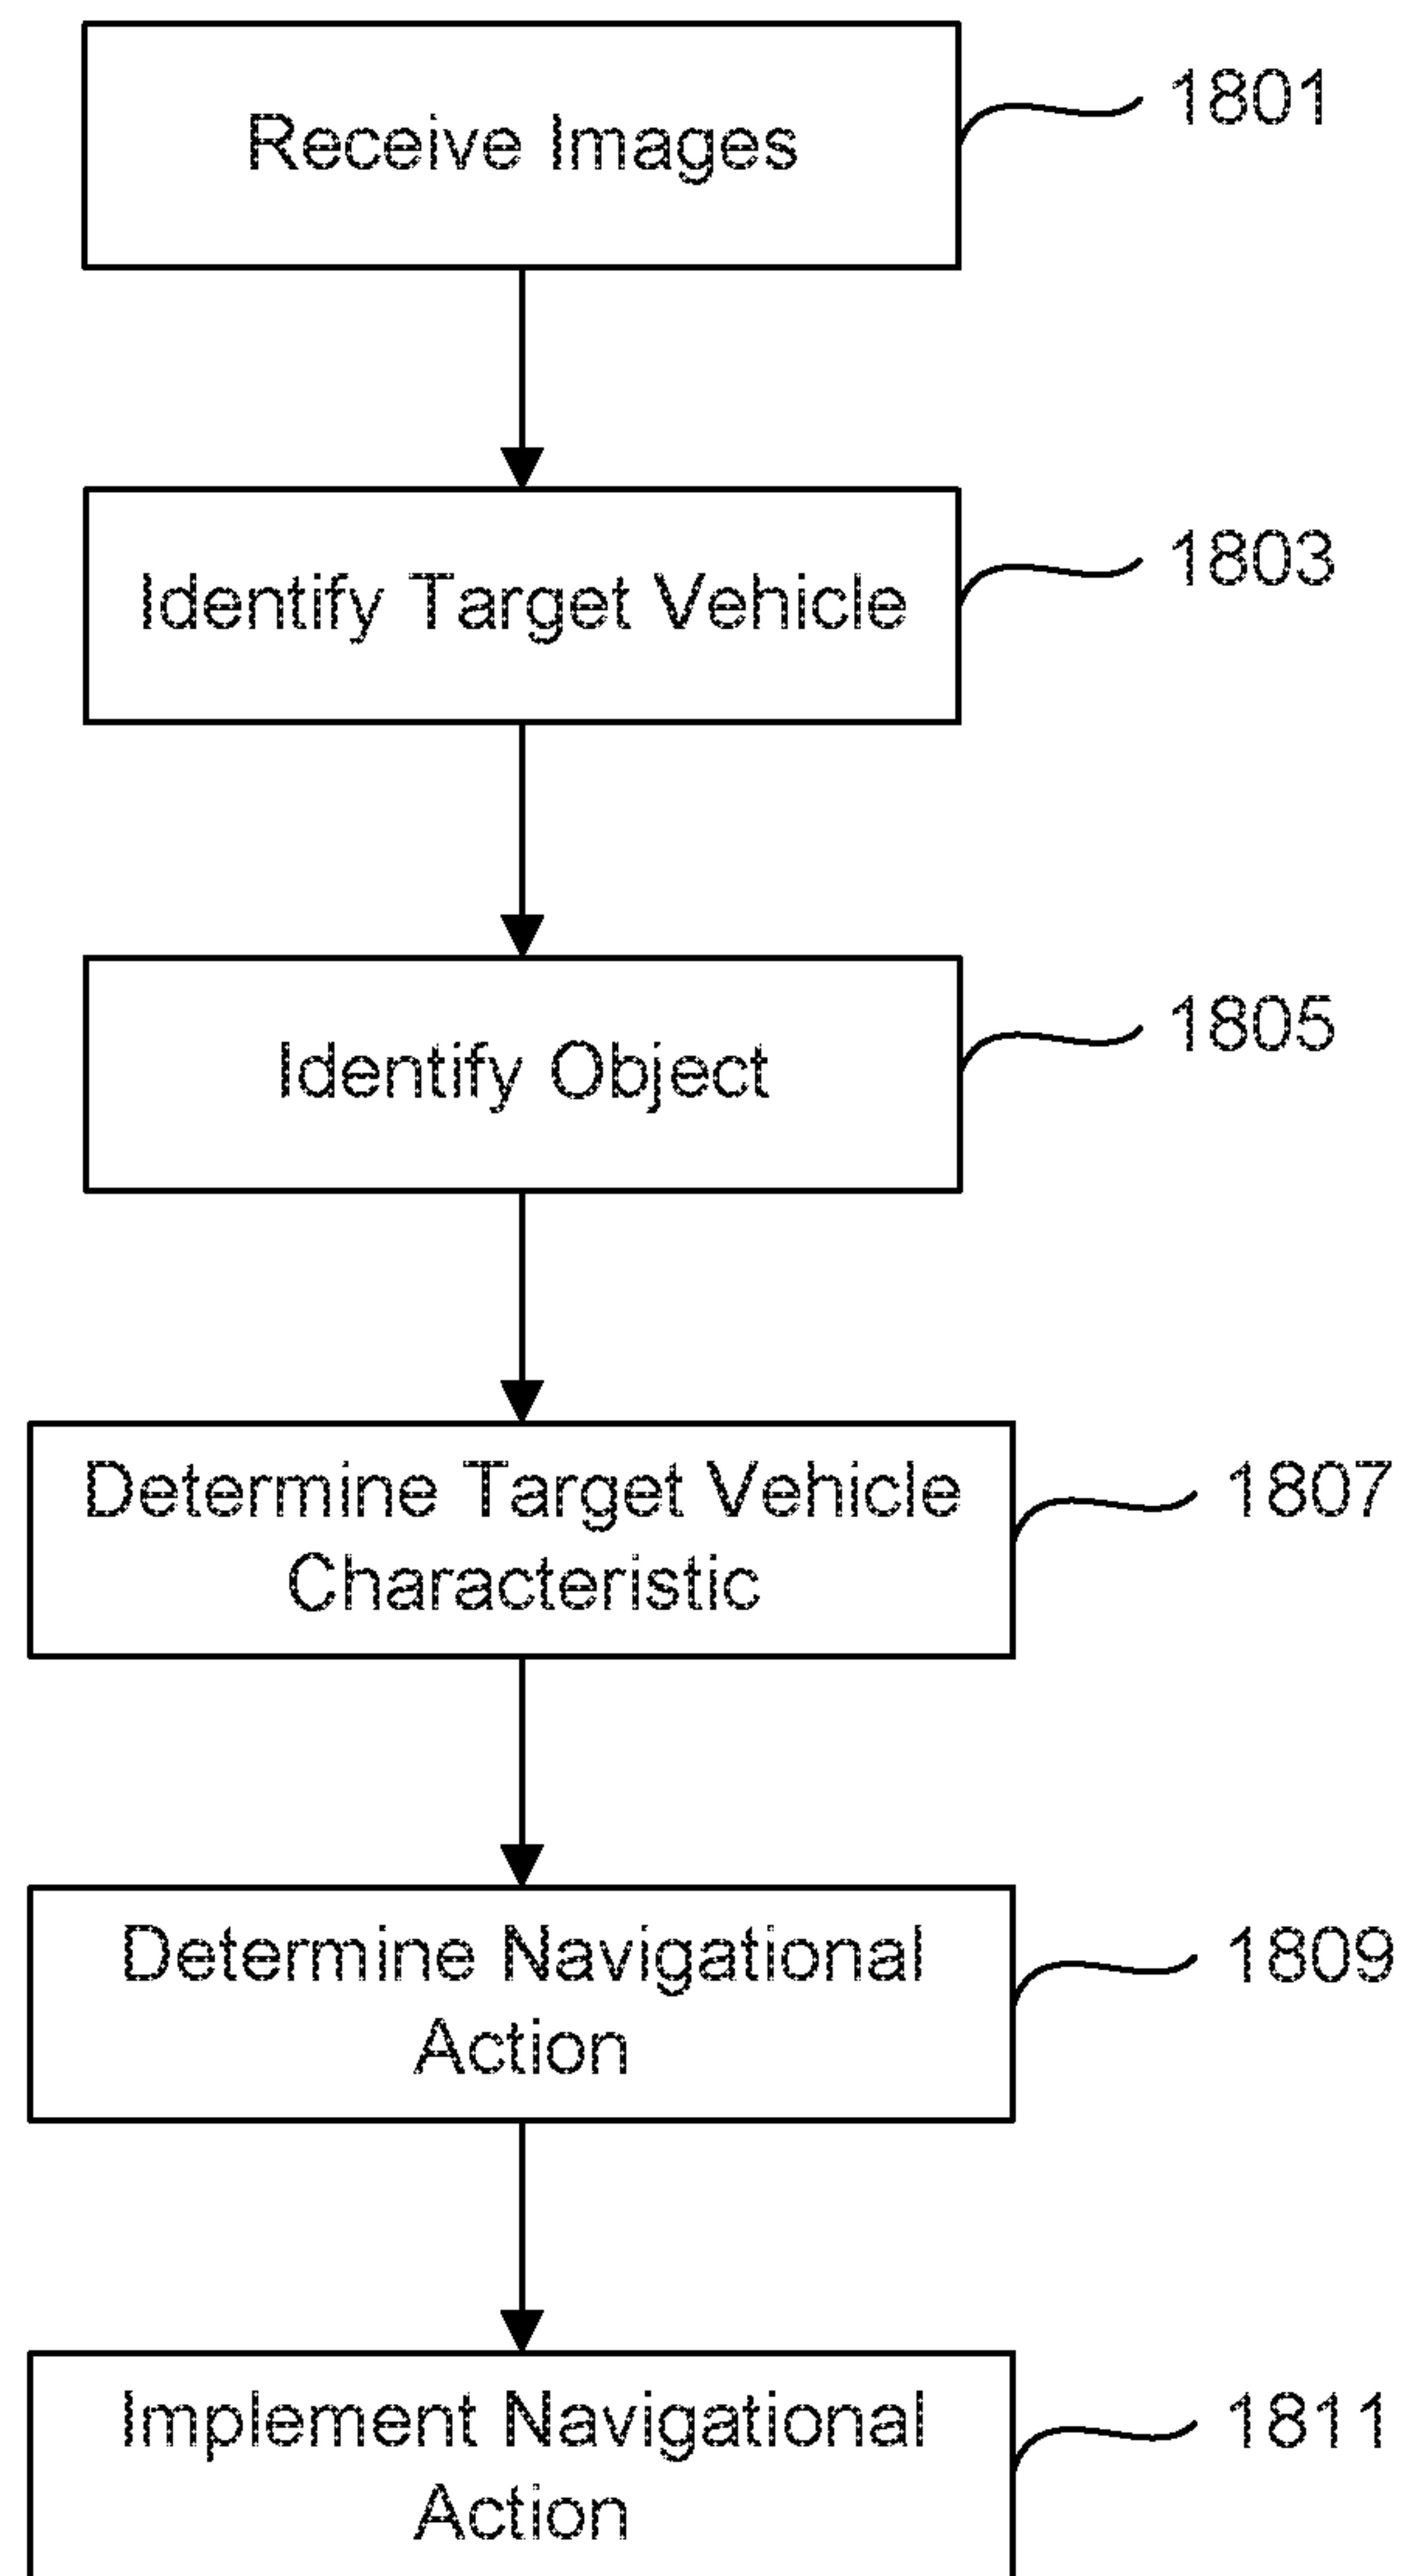 Receive Images
1801
Identify Target Vehicle
1803
Identify Object
1805
Determine Target Vehicle
Characteristic
1807
Determine Navigational
Action
1809
Implement Navigational
Action
1811